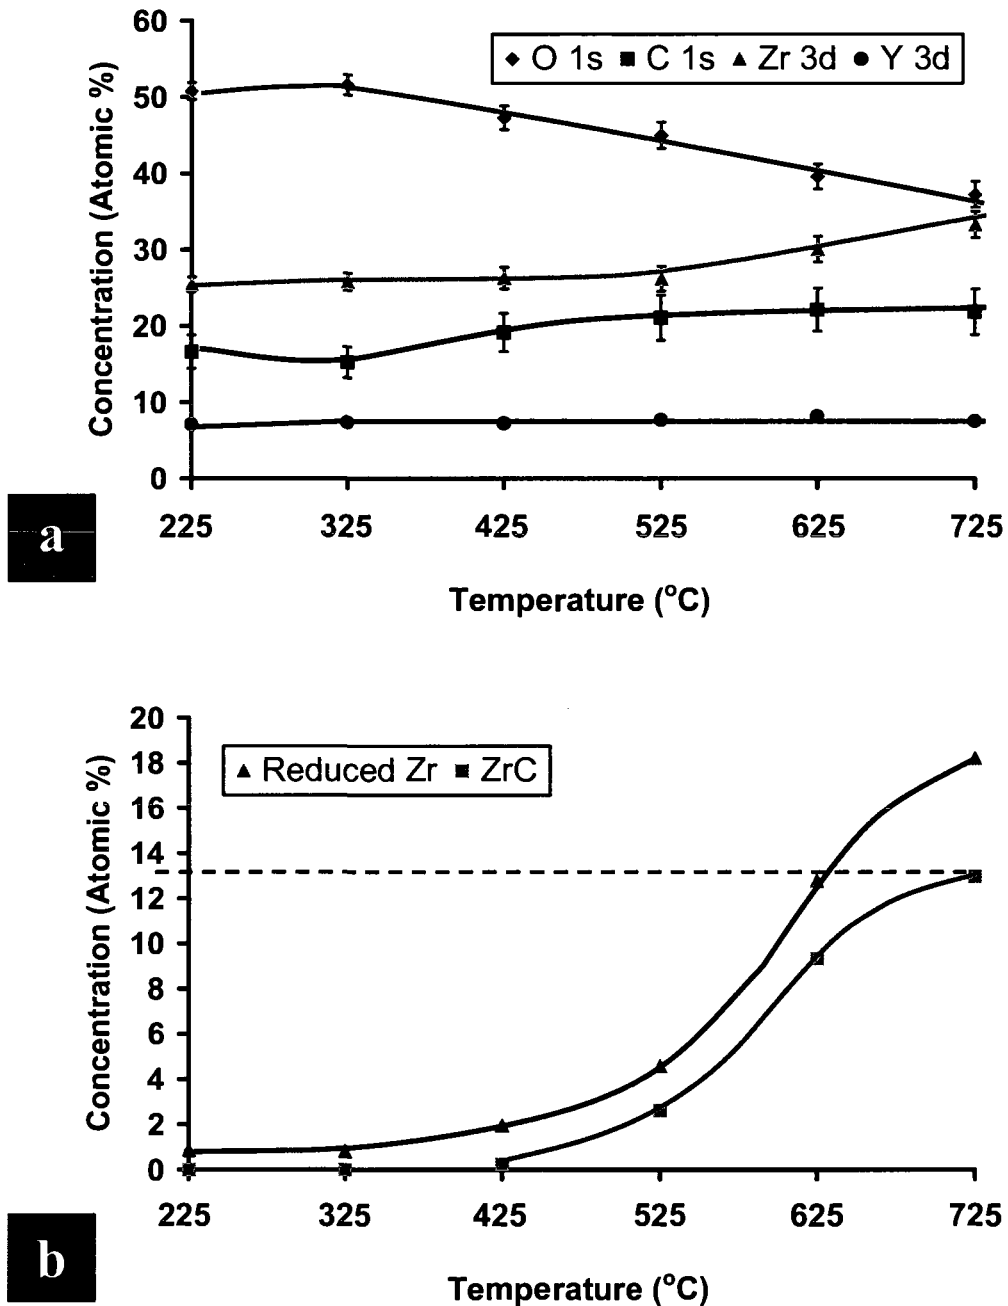 60
50
40
30
20
10
0
Concentration (Atomic %)
O 1s C 1s Zr 3d Y 3d
225 325 425 525 625 725
Temperature (°C)
a
20
18
16
14
12
10
8
6
4
2
0
Concentration (Atomic %)
Reduced Zr ZrC
225 325 425 525 625 725
Temperature (°C)
b